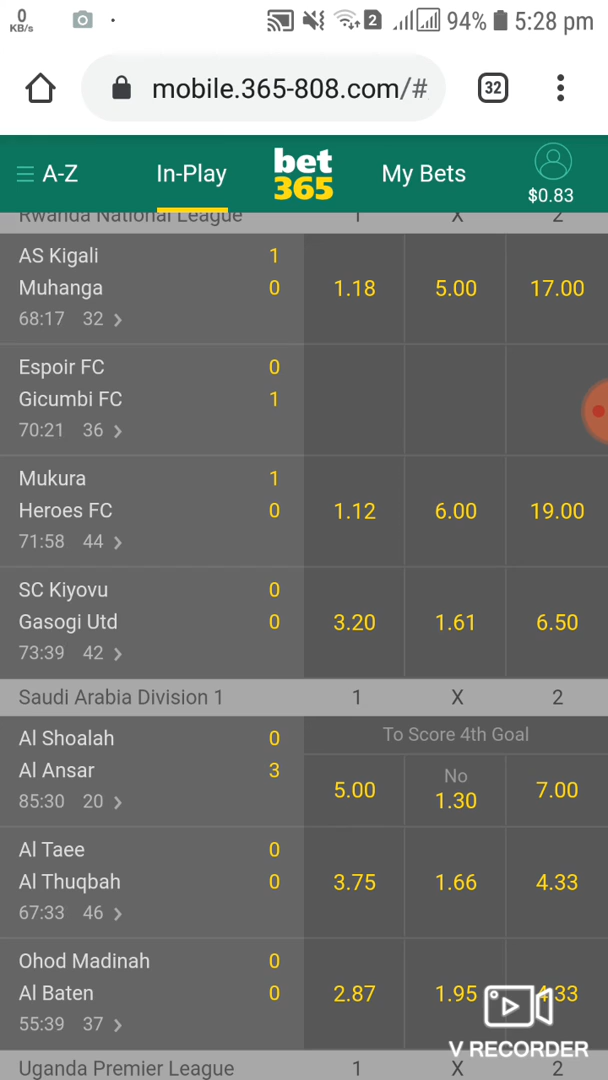 0
KB/s
2
94%
5:28 pm
mobile.365-808.com/#
32
A-Z
In-Play
bet
365
My Bets
$0.83
Rwanda National League 1 X 2
AS Kigali 1
Muhanga 0
1.18 5.00 17.00
68:17 32
Espoir FC 0
Gicumbi FC 1
70:21 36
Mukura 1
Heroes FC 0
1.12 6.00 19.00
71:58 44
SC Kiyovu 0
Gasogi Utd 0
3.20 1.61 6.50
73:39 42
Saudi Arabia Division 1 1 X 2
Al Shoalah 0
Al Ansar 3
To Score 4th Goal
5.00 No 1.30 7.00
85:30 20
Al Taee 0
Al Thuqbah 0
3.75 1.66 4.33
67:33 46
Ohod Madinah 0
Al Baten 0
2.87 1.95 4.33
55:39 37
V RECORDER
Uganda Premier League 1 X 2